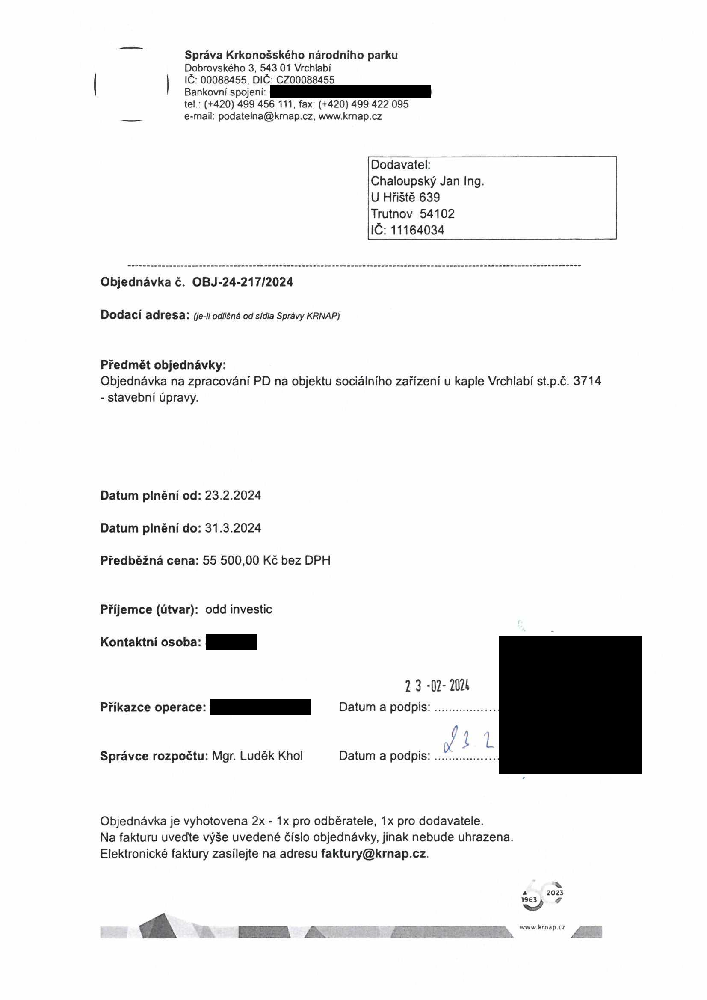 Správa Krkonošského národního parku
Dobrovského 3, 543 01 Vrchlabí
IČ: 00088455, DIČ: CZ00088455
Bankovní spojení:
tel.: (+420) 499 456 111, fax: (+420) 499 422 095
e-mail: podatelna@krnap.cz, www.krnap.cz
Dodavatel:
Chaloupský Jan Ing.
U Hřiště 639
Trutnov 54102
IČ: 11164034
Objednávka č. OBJ-24-217/2024
Dodací adresa: (je-li odlišná od sídla Správy KRNAP)
Předmět objednávky:
Objednávka na zpracování PD na objektu sociálního zařízení u kaple Vrchlabí st.p.č. 3714
- stavební úpravy.
Datum plnění od: 23.2.2024
Datum plnění do: 31.3.2024
Předběžná cena: 55 500,00 Kč bez DPH
Příjemce (útvar): odd investic
Kontaktní osoba:
23-02-2024
Příkazce operace: Datum a podpis: ..................
23 2
Správce rozpočtu: Mgr. Luděk Khol Datum a podpis: ..................
Objednávka je vyhotovena 2x - 1x pro odběratele, 1x pro dodavatele.
Na fakturu uveďte výše uvedené číslo objednávky, jinak nebude uhrazena.
Elektronické faktury zasílejte na adresu faktury@krnap.cz.
60
1963 2023
www.krnap.cz